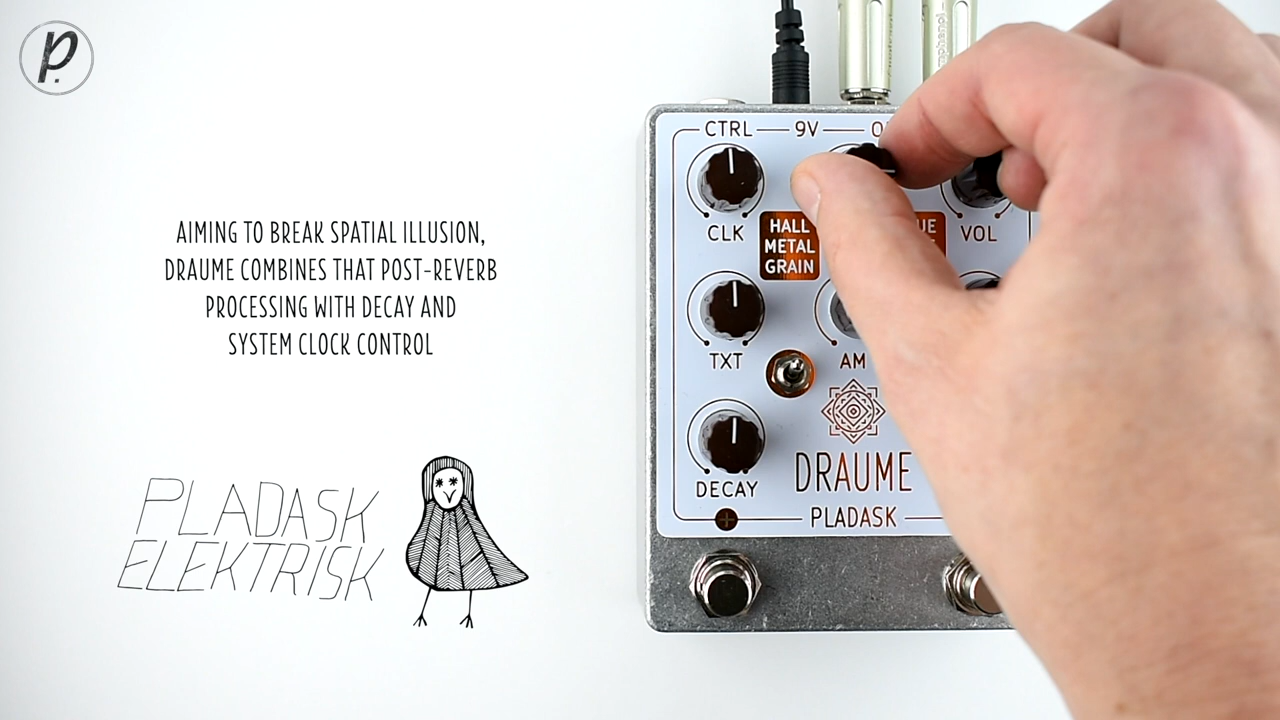 p.
CTRL 9V
CLK
VOL
HALL
METAL
GRAIN
TXT
AM
DECAY
DRAUME
PLADASK
AIMING TO BREAK SPATIAL ILLUSION,
DRAUME COMBINES THAT POST-REVERB
PROCESSING WITH DECAY AND
SYSTEM CLOCK CONTROL
PLADASK
ELEKTRISK